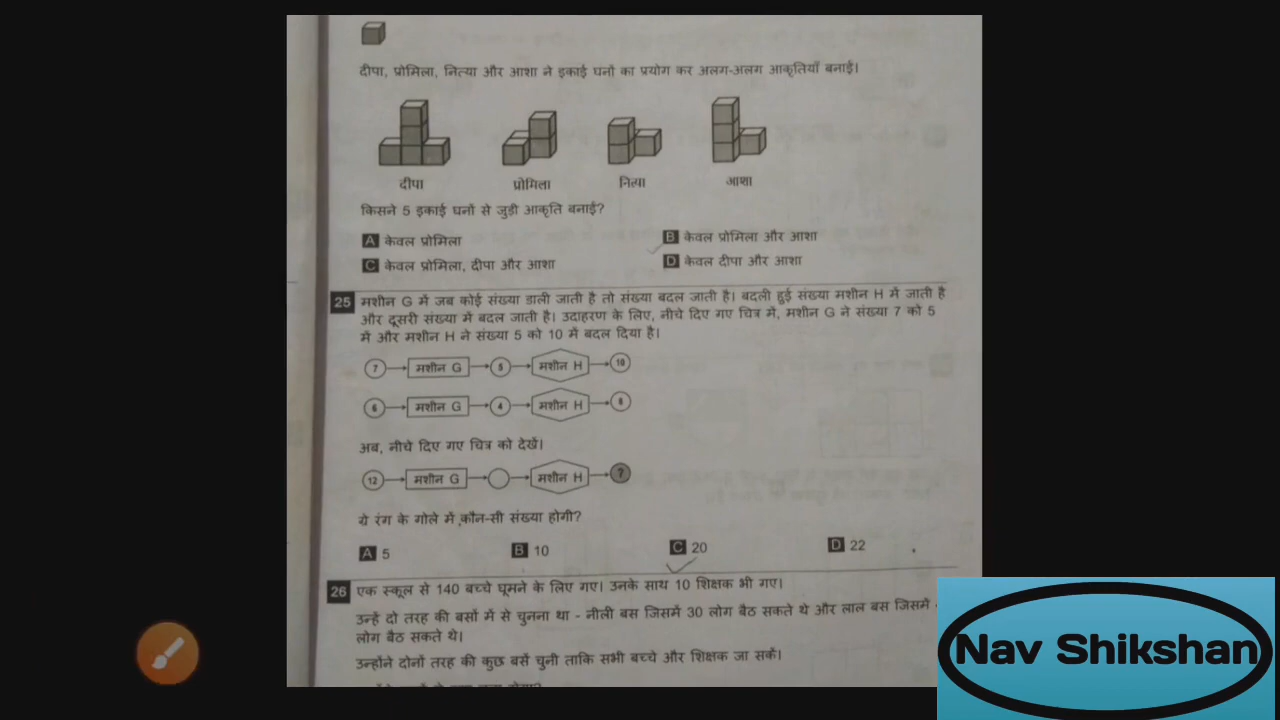 दीपा, प्रोमिला, नित्या और आशा ने इकाई घनों का प्रयोग कर अलग-अलग आकृतियाँ बनाई।
दीपा प्रोमिला नित्या आशा
किसने 5 इकाई घनों से जुड़ी आकृति बनाई?
A केवल प्रोमिला B केवल प्रोमिला और आशा
C केवल प्रोमिला, दीपा और आशा D केवल दीपा और आशा
25 मशीन G में जब कोई संख्या डाली जाती है तो संख्या बदल जाती है। बदली हुई संख्या मशीन H में जाती है
और दूसरी संख्या में बदल जाती है। उदाहरण के लिए, नीचे दिए गए चित्र में, मशीन G ने संख्या 7 को 5
में और मशीन H ने संख्या 5 को 10 में बदल दिया है।
7 मशीन G 5 मशीन H 10
6 मशीन G 4 मशीन H 8
अब, नीचे दिए गए चित्र को देखें।
12 मशीन G मशीन H ?
ग्रे रंग के गोले में कौन-सी संख्या होगी?
A 5 B 10 C 20 D 22
26 एक स्कूल से 140 बच्चे घूमने के लिए गए। उनके साथ 10 शिक्षक भी गए।
उन्हें दो तरह की बसों में से चुनना था - नीली बस जिसमें 30 लोग बैठ सकते थे और लाल बस जिसमें
लोग बैठ सकते थे।
उन्होंने दोनों तरह की कुछ बसें चुनी ताकि सभी बच्चे और शिक्षक जा सकें।
Nav Shikshan